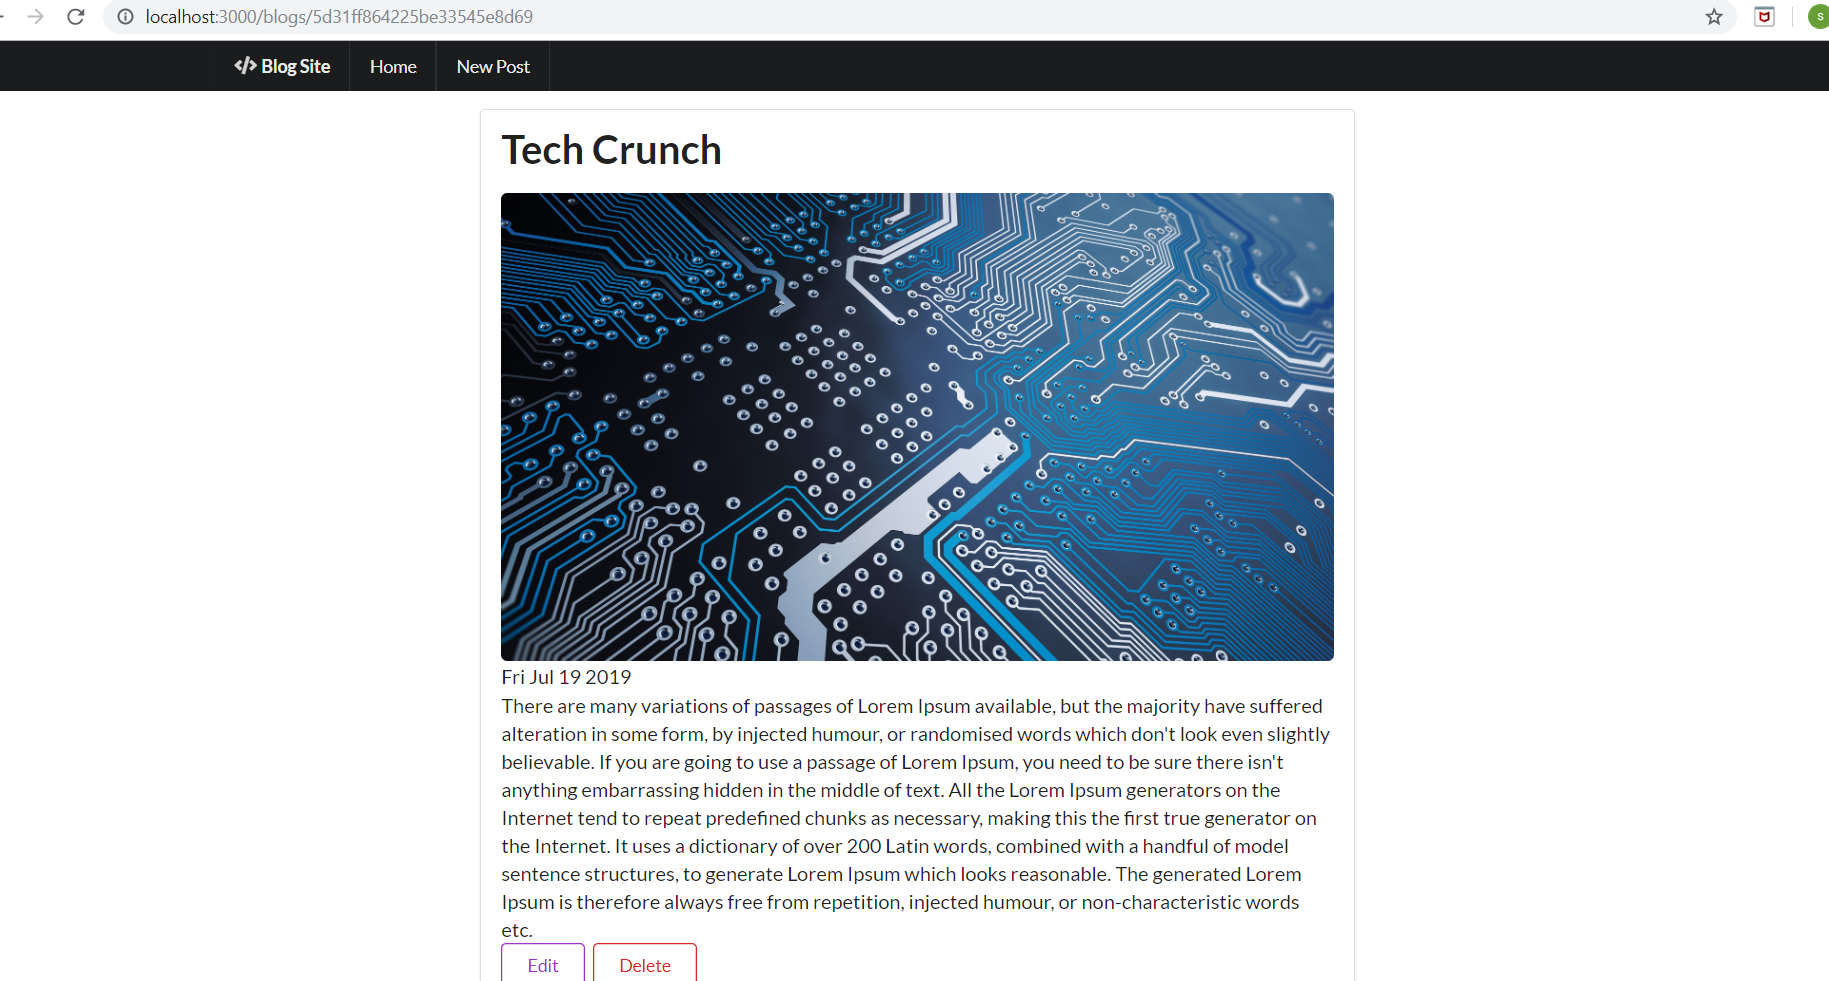 localhost:3000/blogs/5d31ff864225be33545e8d69
S
</> Blog Site Home New Post
Tech Crunch
Fri Jul 19 2019
There are many variations of passages of Lorem Ipsum available, but the majority have suffered
alteration in some form, by injected humour, or randomised words which don't look even slightly
believable. If you are going to use a passage of Lorem Ipsum, you need to be sure there isn't
anything embarrassing hidden in the middle of text. All the Lorem Ipsum generators on the
Internet tend to repeat predefined chunks as necessary, making this the first true generator on
the Internet. It uses a dictionary of over 200 Latin words, combined with a handful of model
sentence structures, to generate Lorem Ipsum which looks reasonable. The generated Lorem
Ipsum is therefore always free from repetition, injected humour, or non-characteristic words
etc.
Edit Delete